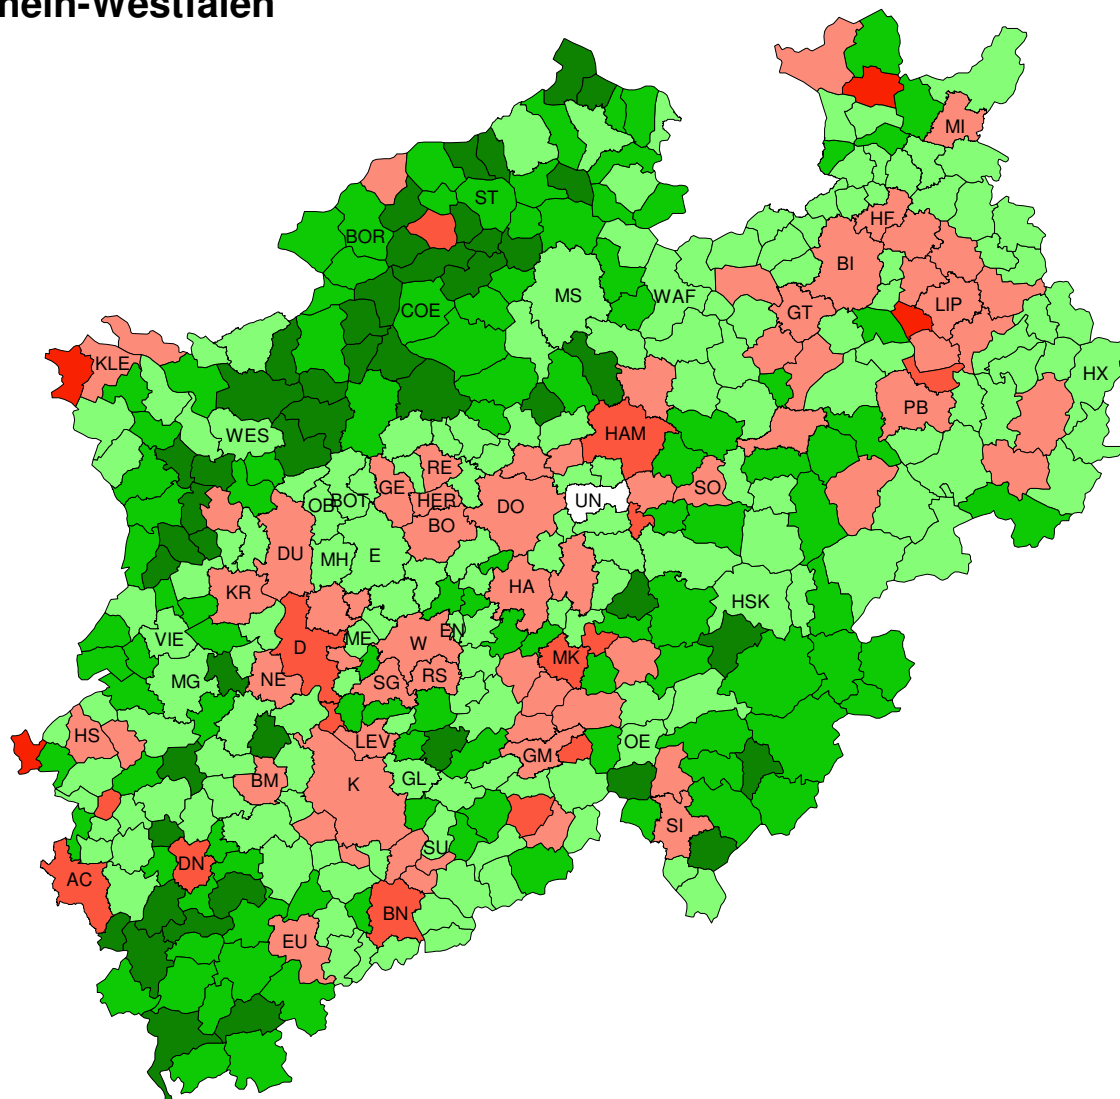 hein-Westfalen
MI
ST
HF
BOR
BI
MS
WAF
LIP
COE
GT
KLE
HX
PB
WES
HAM
RE
GE
SO
BOT
HER
UN
OB
DO
BO
DU
MH
E
HA
KR
HSK
EN
VIE
ME
W
D
MK
RS
NE
SG
MG
HS
LEV
OE
GM
BM
GL
K
SI
SU
DN
AC
BN
EU